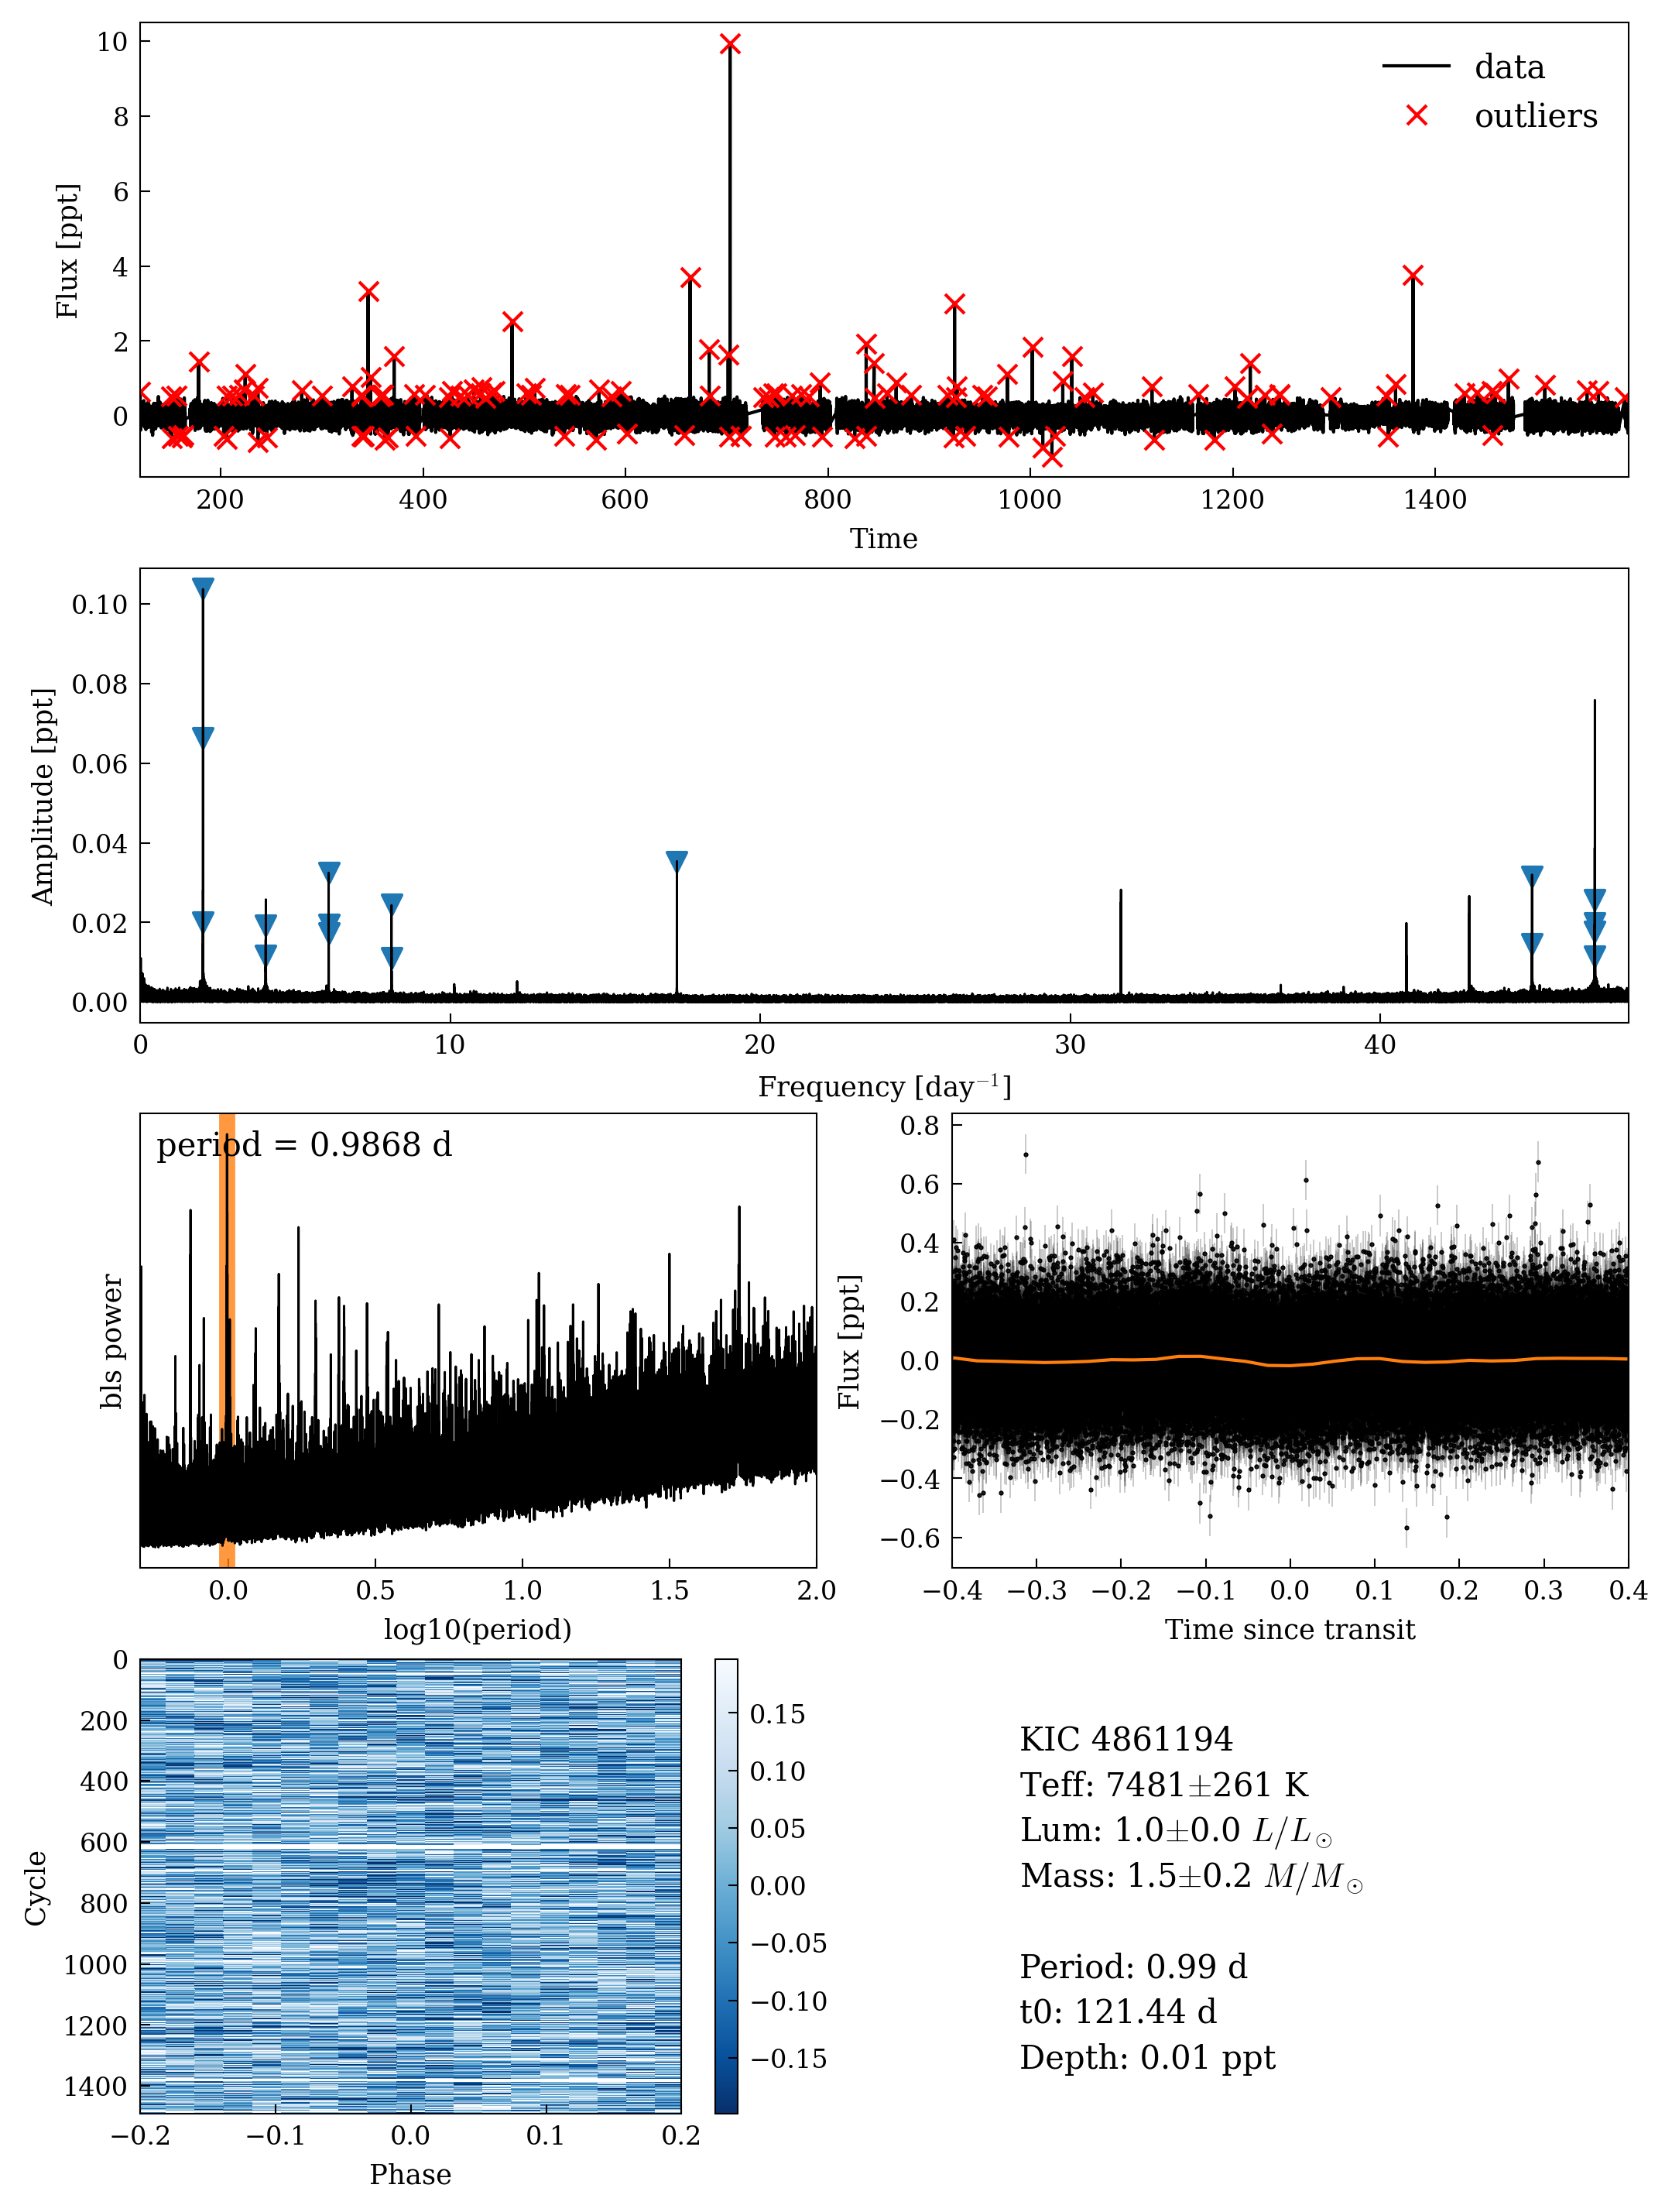 10
8
6
4
2
0
Flux [ppt]
data
outliers
200 400 600 800 1000 1200 1400
Time
0.10
0.08
0.06
0.04
0.02
0.00
Amplitude [ppt]
0 10 20 30 40
Frequency [day⁻¹]
period = 0.9868 d
bls power
0.0 0.5 1.0 1.5 2.0
log10(period)
0.8
0.6
0.4
0.2
0.0
−0.2
−0.4
−0.6
Flux [ppt]
−0.4 −0.3 −0.2 −0.1 0.0 0.1 0.2 0.3 0.4
Time since transit
0
200
400
600
800
1000
1200
1400
Cycle
−0.2 −0.1 0.0 0.1 0.2
Phase
0.15
0.10
0.05
0.00
−0.05
−0.10
−0.15
KIC 4861194
Teff: 7481±261 K
Lum: 1.0±0.0 L/L⊙
Mass: 1.5±0.2 M/M⊙
Period: 0.99 d
t0: 121.44 d
Depth: 0.01 ppt